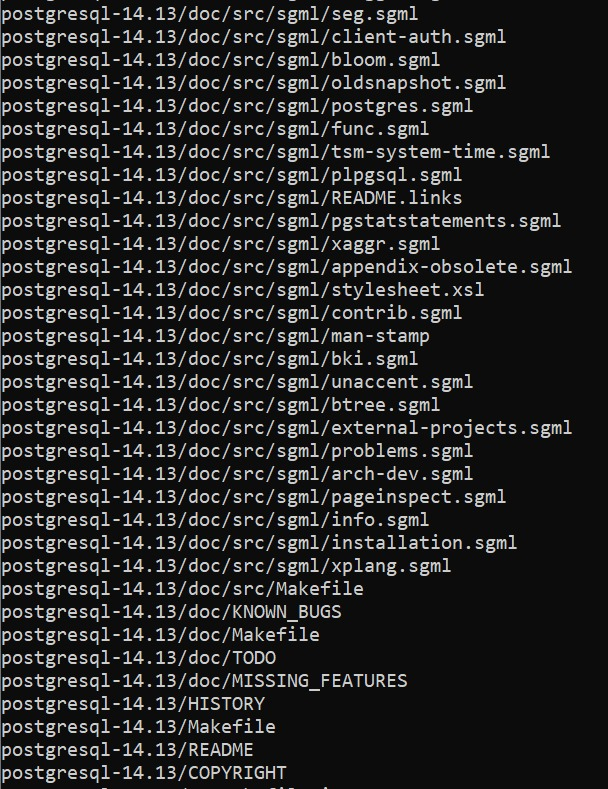 postgresql-14.13/doc/src/sgml/seg.sgml
postgresql-14.13/doc/src/sgml/client-auth.sgml
postgresql-14.13/doc/src/sgml/bloom.sgml
postgresql-14.13/doc/src/sgml/oldsnapshot.sgml
postgresql-14.13/doc/src/sgml/postgres.sgml
postgresql-14.13/doc/src/sgml/func.sgml
postgresql-14.13/doc/src/sgml/tsm-system-time.sgml
postgresql-14.13/doc/src/sgml/plpgsql.sgml
postgresql-14.13/doc/src/sgml/README.links
postgresql-14.13/doc/src/sgml/pgstatstatements.sgml
postgresql-14.13/doc/src/sgml/xaggr.sgml
postgresql-14.13/doc/src/sgml/appendix-obsolete.sgml
postgresql-14.13/doc/src/sgml/stylesheet.xsl
postgresql-14.13/doc/src/sgml/contrib.sgml
postgresql-14.13/doc/src/sgml/man-stamp
postgresql-14.13/doc/src/sgml/bki.sgml
postgresql-14.13/doc/src/sgml/unaccent.sgml
postgresql-14.13/doc/src/sgml/btree.sgml
postgresql-14.13/doc/src/sgml/external-projects.sgml
postgresql-14.13/doc/src/sgml/problems.sgml
postgresql-14.13/doc/src/sgml/arch-dev.sgml
postgresql-14.13/doc/src/sgml/pageinspect.sgml
postgresql-14.13/doc/src/sgml/info.sgml
postgresql-14.13/doc/src/sgml/installation.sgml
postgresql-14.13/doc/src/sgml/xplang.sgml
postgresql-14.13/doc/src/Makefile
postgresql-14.13/doc/KNOWN_BUGS
postgresql-14.13/doc/Makefile
postgresql-14.13/doc/TODO
postgresql-14.13/doc/MISSING_FEATURES
postgresql-14.13/HISTORY
postgresql-14.13/Makefile
postgresql-14.13/README
postgresql-14.13/COPYRIGHT